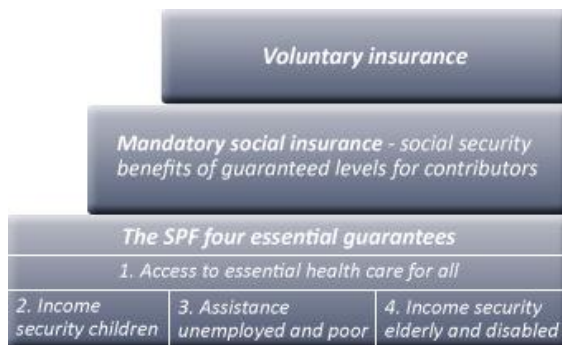 Voluntary insurance
Mandatory social insurance - social security
benefits of guaranteed levels for contributors
The SPF four essential guarantees
1. Access to essential health care for all
2. Income
security children
3. Assistance
unemployed and poor
4. Income security
elderly and disabled